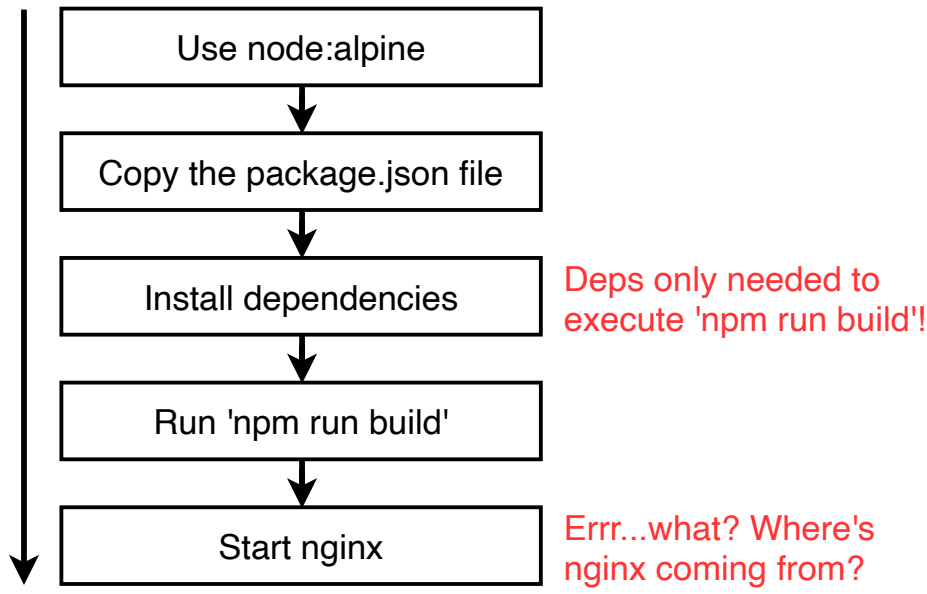 Use node:alpine
Copy the package.json file
Install dependencies
Deps only needed to
execute 'npm run build'!
Run 'npm run build'
Start nginx
Errr...what? Where's
nginx coming from?